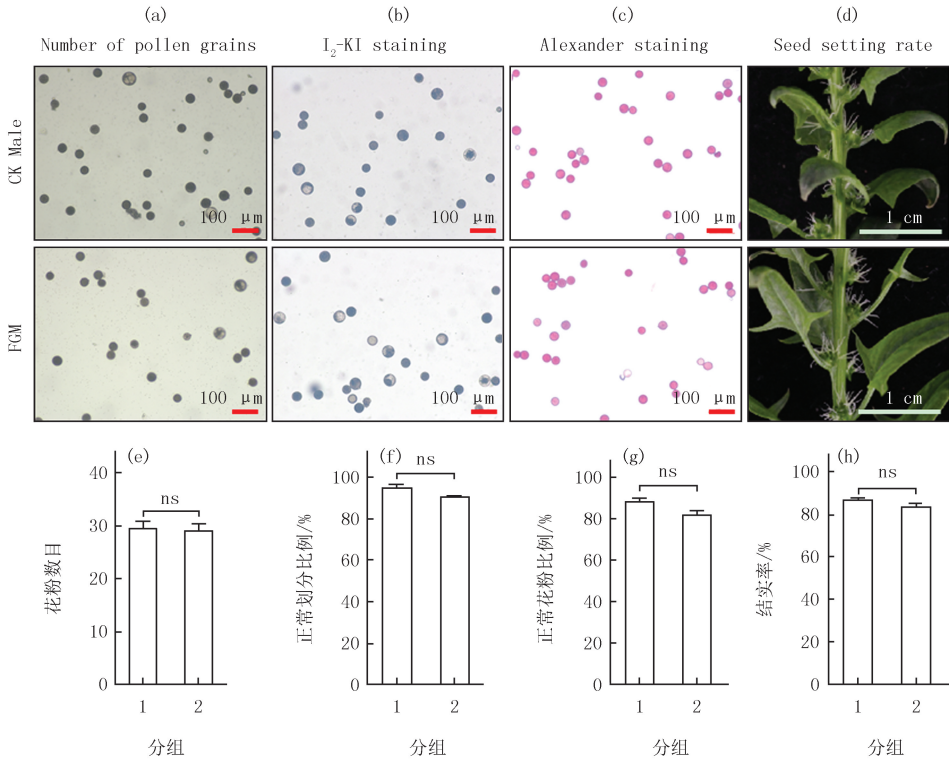 (a)
(b)
(c)
(d)
Number of pollen grains
I₂-KI staining
Alexander staining
Seed setting rate
CK Male
100 μm
100 μm
100 μm
1 cm
FGM
100 μm
100 μm
100 μm
1 cm
(e)
ns
40
30
20
10
0
花粉数目
1 2
分组
(f)
ns
100
80
60
40
20
0
正常划分比例/%
1 2
分组
(g)
ns
100
80
60
40
20
0
正常花粉比例/%
1 2
分组
(h)
ns
100
80
60
40
20
0
结实率/%
1 2
分组